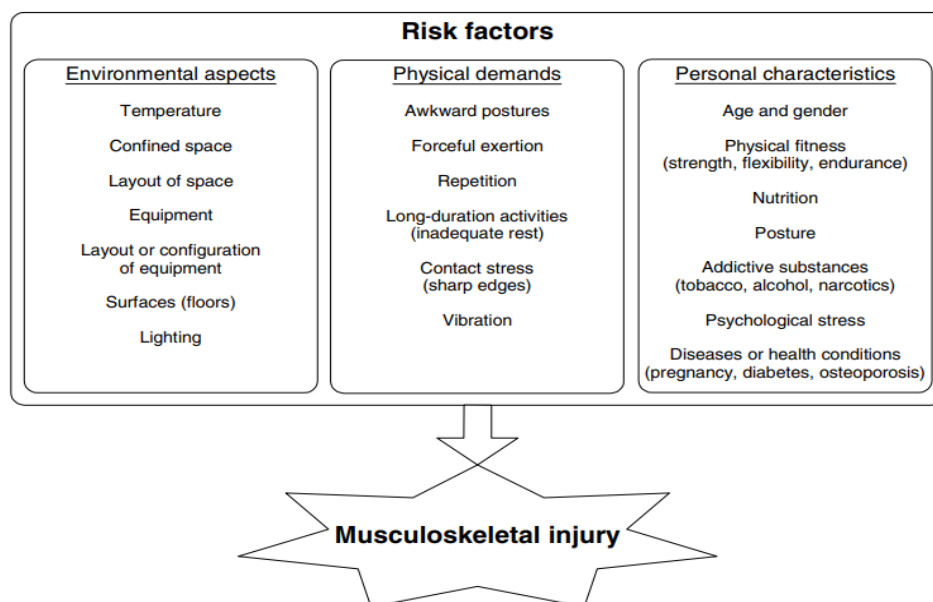 Risk factors
Environmental aspects
Temperature
Confined space
Layout of space
Equipment
Layout or configuration
of equipment
Surfaces (floors)
Lighting
Physical demands
Awkward postures
Forceful exertion
Repetition
Long-duration activities
(inadequate rest)
Contact stress
(sharp edges)
Vibration
Personal characteristics
Age and gender
Physical fitness
(strength, flexibility, endurance)
Nutrition
Posture
Addictive substances
(tobacco, alcohol, narcotics)
Psychological stress
Diseases or health conditions
(pregnancy, diabetes, osteoporosis)
Musculoskeletal injury